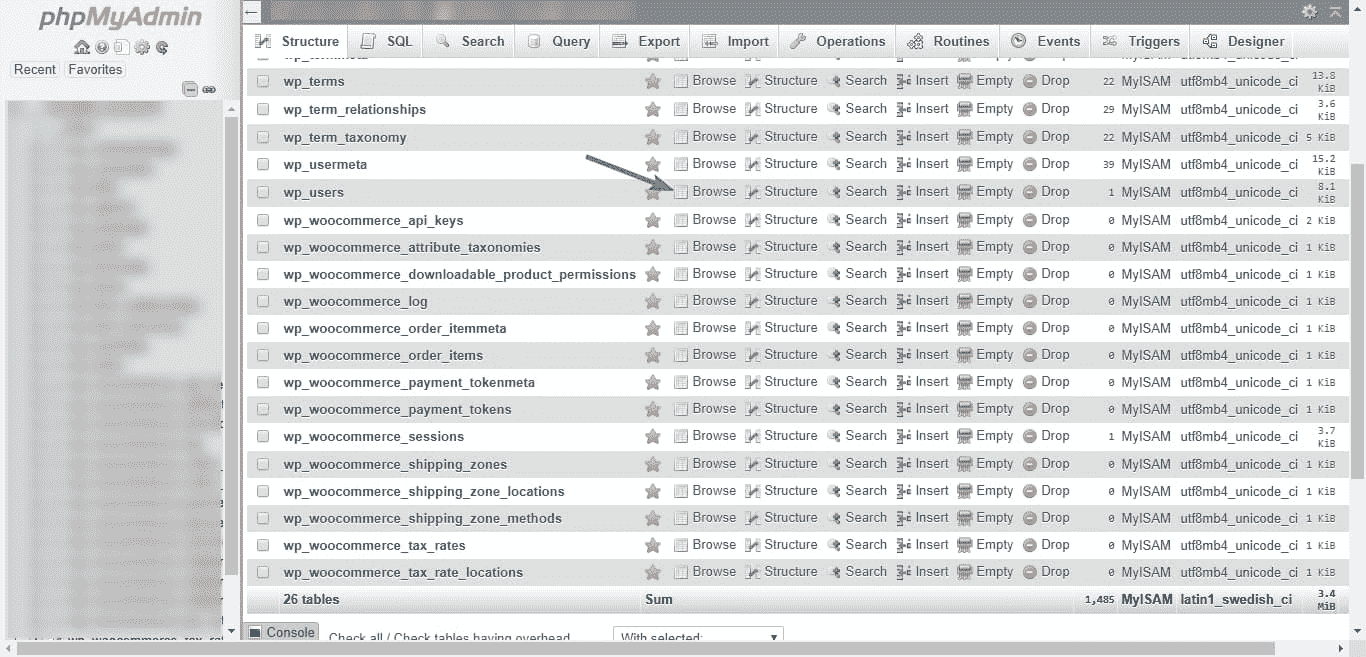 phpMyAdmin
Recent Favorites
Structure SQL Search Query Export Import Operations Routines Events Triggers Designer
wp_terms Browse Structure Search Insert Empty Drop 22 MyISAM utf8mb4_unicode_ci 13.8 KiB
wp_term_relationships Browse Structure Search Insert Empty Drop 29 MyISAM utf8mb4_unicode_ci 3.6 KiB
wp_term_taxonomy Browse Structure Search Insert Empty Drop 22 MyISAM utf8mb4_unicode_ci 5 KiB
wp_usermeta Browse Structure Search Insert Empty Drop 39 MyISAM utf8mb4_unicode_ci 15.2 KiB
wp_users Browse Structure Search Insert Empty Drop 1 MyISAM utf8mb4_unicode_ci 8.1 KiB
wp_woocommerce_api_keys Browse Structure Search Insert Empty Drop 0 MyISAM utf8mb4_unicode_ci 2 KiB
wp_woocommerce_attribute_taxonomies Browse Structure Search Insert Empty Drop 0 MyISAM utf8mb4_unicode_ci 1 KiB
wp_woocommerce_downloadable_product_permissions Browse Structure Search Insert Empty Drop 0 MyISAM utf8mb4_unicode_ci 1 KiB
wp_woocommerce_log Browse Structure Search Insert Empty Drop 0 MyISAM utf8mb4_unicode_ci 1 KiB
wp_woocommerce_order_itemmeta Browse Structure Search Insert Empty Drop 0 MyISAM utf8mb4_unicode_ci 1 KiB
wp_woocommerce_order_items Browse Structure Search Insert Empty Drop 0 MyISAM utf8mb4_unicode_ci 1 KiB
wp_woocommerce_payment_tokenmeta Browse Structure Search Insert Empty Drop 0 MyISAM utf8mb4_unicode_ci 1 KiB
wp_woocommerce_payment_tokens Browse Structure Search Insert Empty Drop 0 MyISAM utf8mb4_unicode_ci 1 KiB
wp_woocommerce_sessions Browse Structure Search Insert Empty Drop 1 MyISAM utf8mb4_unicode_ci 3.7 KiB
wp_woocommerce_shipping_zones Browse Structure Search Insert Empty Drop 0 MyISAM utf8mb4_unicode_ci 1 KiB
wp_woocommerce_shipping_zone_locations Browse Structure Search Insert Empty Drop 0 MyISAM utf8mb4_unicode_ci 1 KiB
wp_woocommerce_shipping_zone_methods Browse Structure Search Insert Empty Drop 0 MyISAM utf8mb4_unicode_ci 1 KiB
wp_woocommerce_tax_rates Browse Structure Search Insert Empty Drop 0 MyISAM utf8mb4_unicode_ci 1 KiB
wp_woocommerce_tax_rate_locations Browse Structure Search Insert Empty Drop 0 MyISAM utf8mb4_unicode_ci 1 KiB
26 tables Sum 1,485 MyISAM latin1_swedish_ci 3.4 MiB
Console Check all / Check tables having overhead With selected: